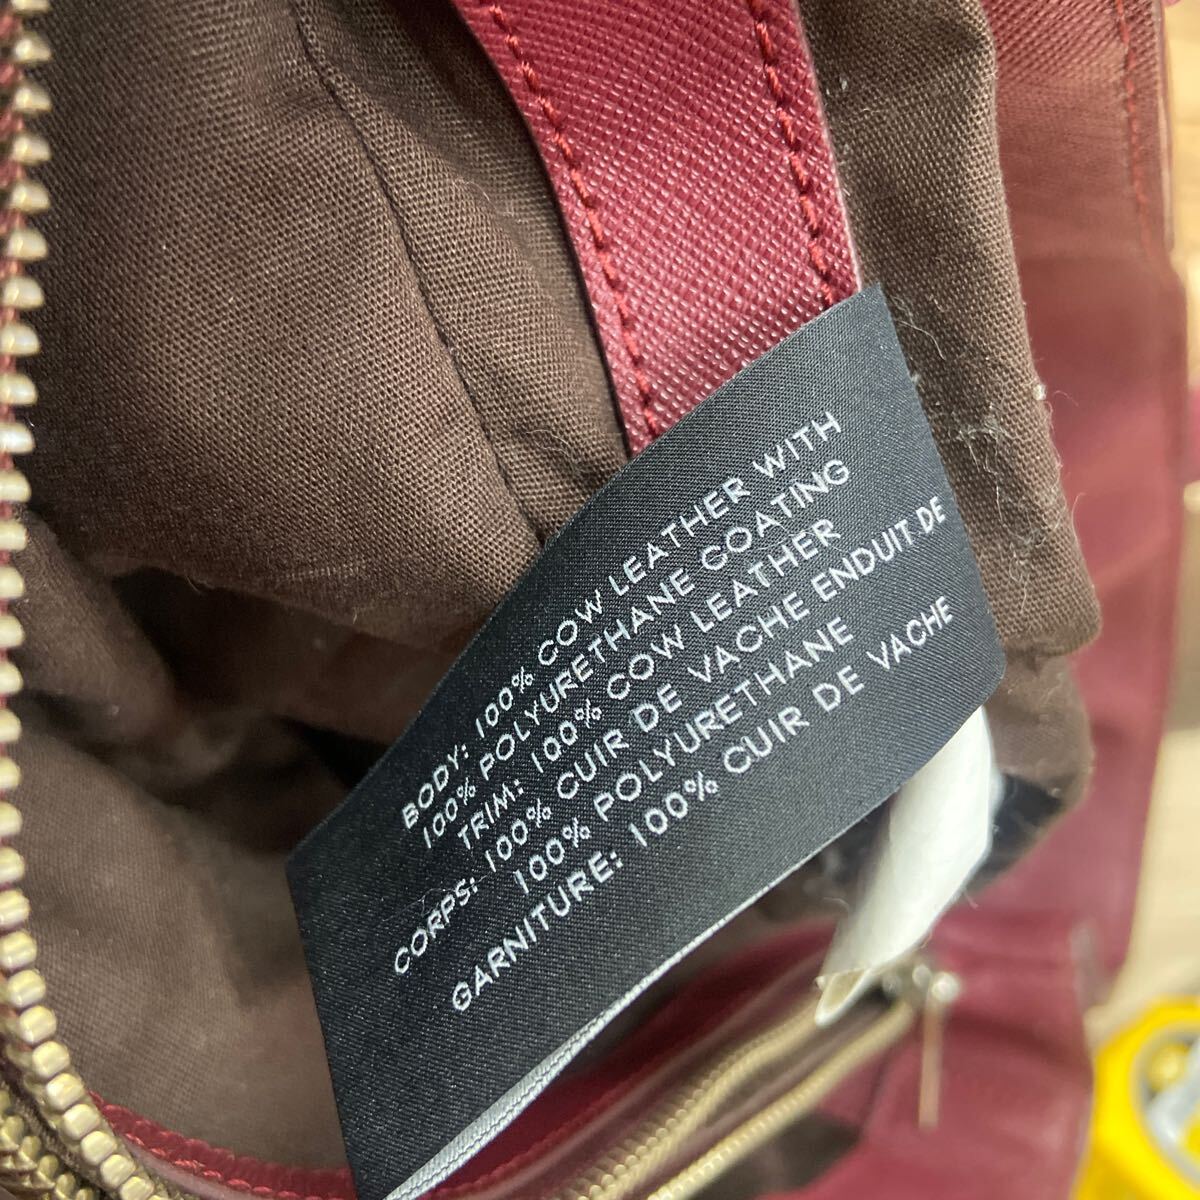 BODY: 100% COW LEATHER WITH
100% POLYURETHANE COATING
TRIM: 100% COW LEATHER
CORPS: 100% CUIR DE VACHE ENDUIT DE
100% POLYURETHANE
GARNITURE: 100% CUIR DE VACHE